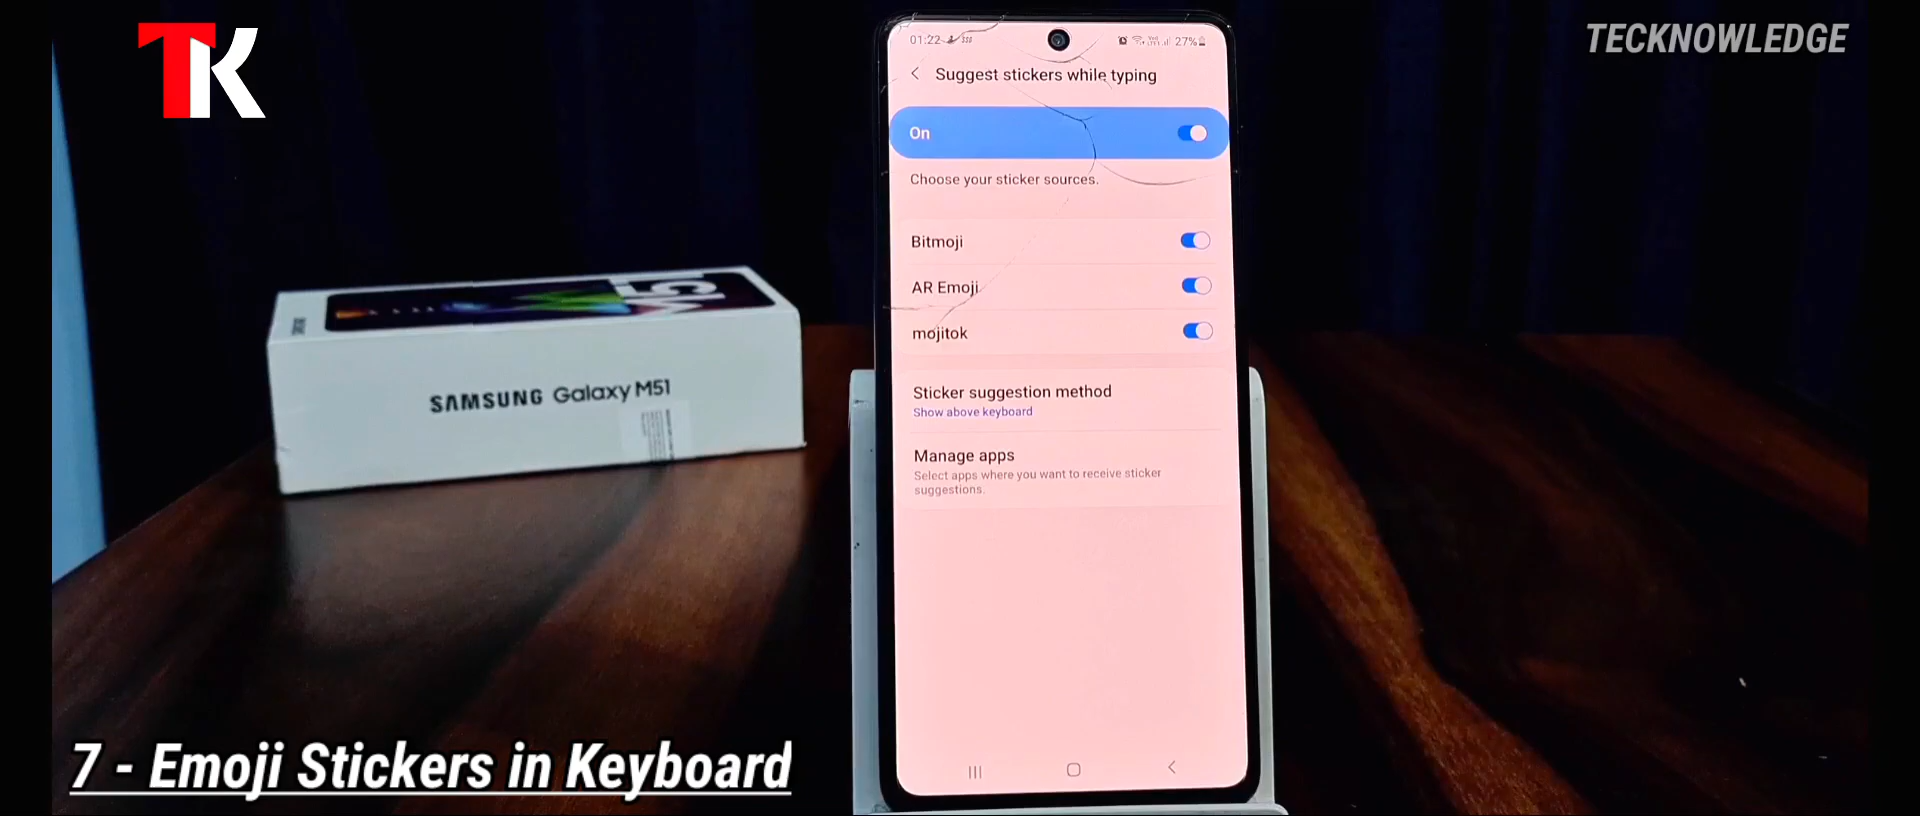 TK
TECKNOWLEDGE
01:22
27%
Suggest stickers while typing
On
Choose your sticker sources.
Bitmoji
AR Emoji
mojitok
Sticker suggestion method
Show above keyboard
Manage apps
Select apps where you want to receive sticker
suggestions.
M51
SAMSUNG Galaxy M51
7 - Emoji Stickers in Keyboard